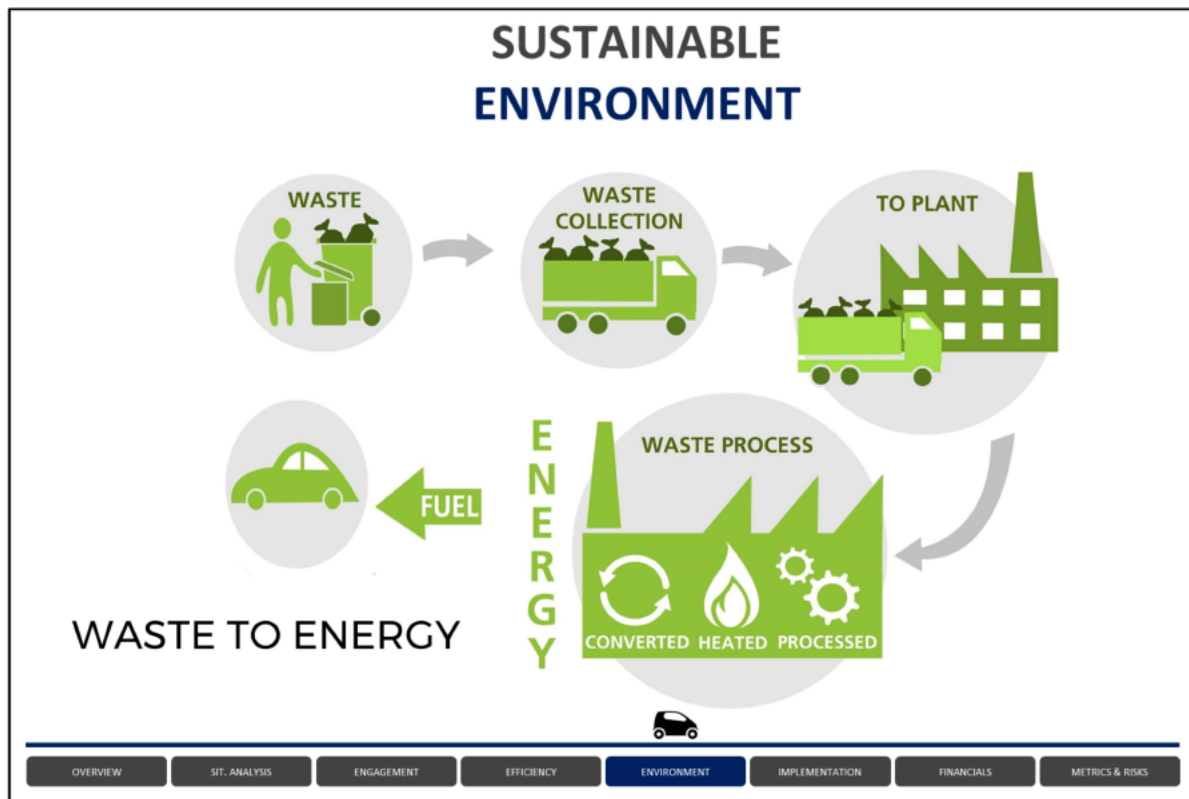 SUSTAINABLE
ENVIRONMENT
WASTE
WASTE
COLLECTION
TO PLANT
WASTE PROCESS
CONVERTED HEATED PROCESSED
ENERGY
FUEL
WASTE TO ENERGY
OVERVIEW
SIT. ANALYSIS
ENGAGEMENT
EFFICIENCY
ENVIRONMENT
IMPLEMENTATION
FINANCIALS
METRICS & RISKS